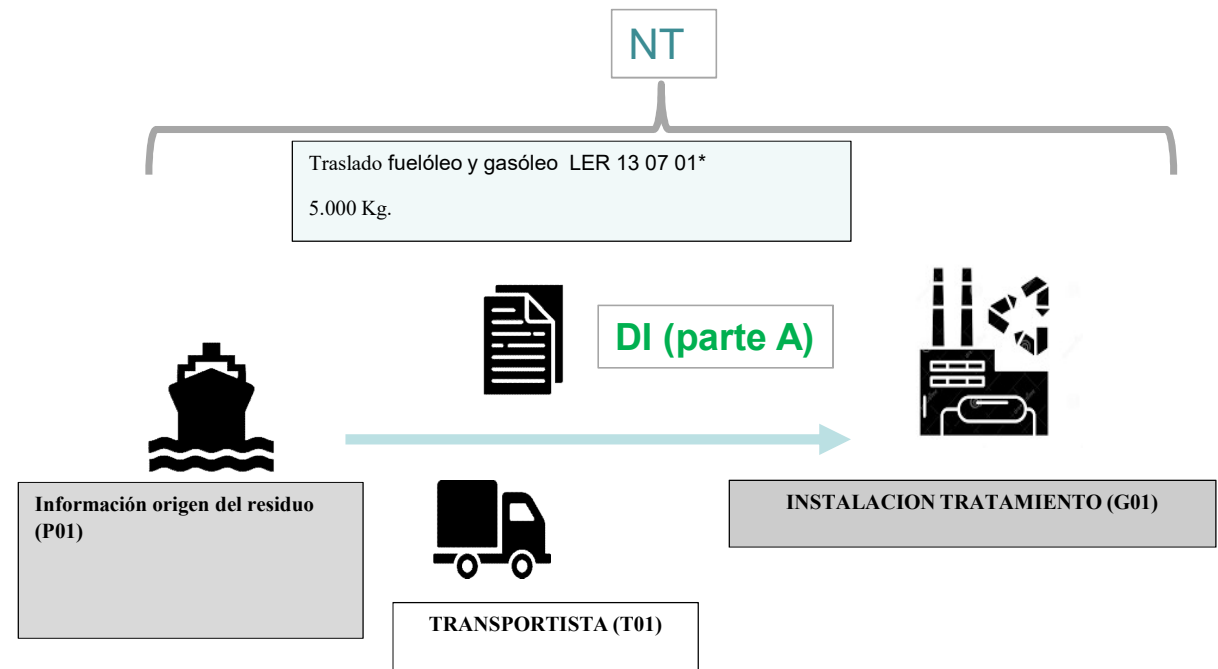 NT
Traslado fuelóleo y gasóleo LER 13 07 01*
5.000 Kg.
DI (parte A)
Información origen del residuo
(P01)
INSTALACION TRATAMIENTO (G01)
TRANSPORTISTA (T01)